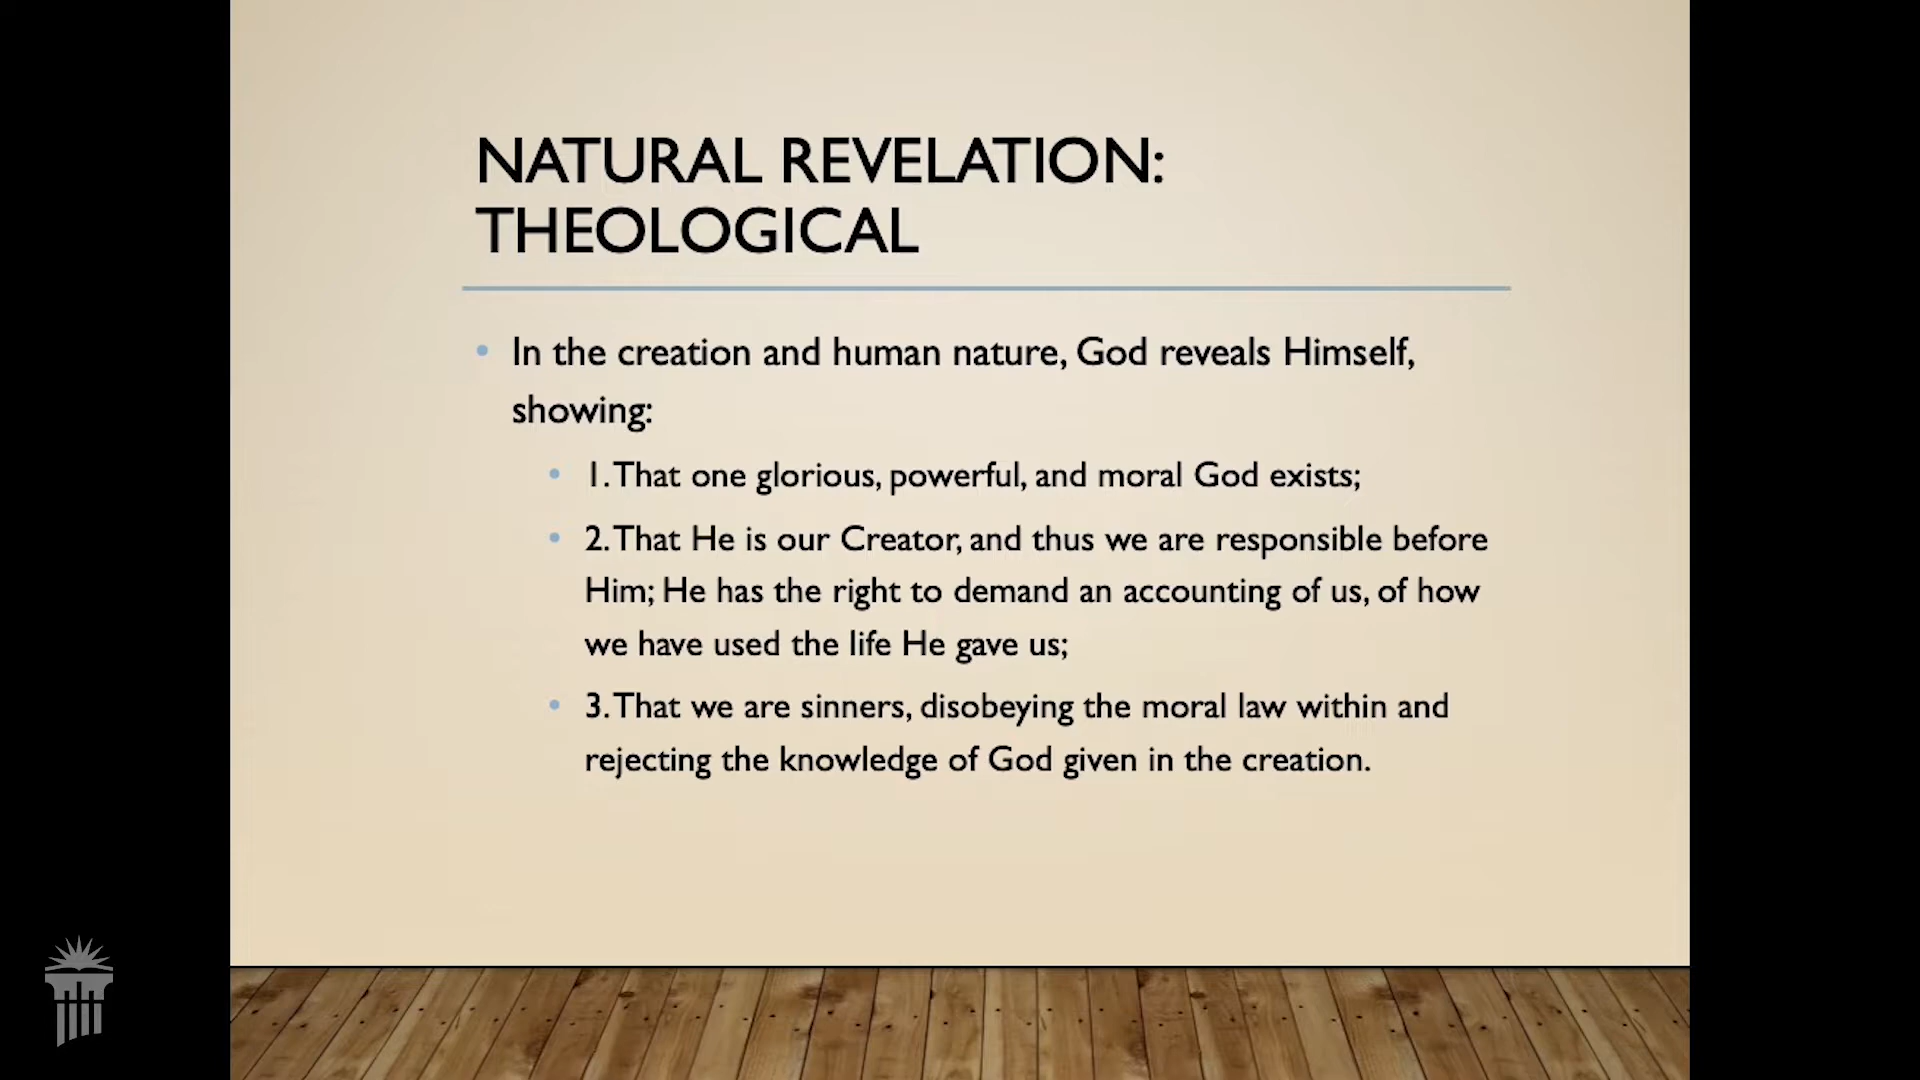 NATURAL REVELATION:
THEOLOGICAL
• In the creation and human nature, God reveals Himself,
showing:
• 1. That one glorious, powerful, and moral God exists;
• 2. That He is our Creator, and thus we are responsible before
Him; He has the right to demand an accounting of us, of how
we have used the life He gave us;
• 3. That we are sinners, disobeying the moral law within and
rejecting the knowledge of God given in the creation.